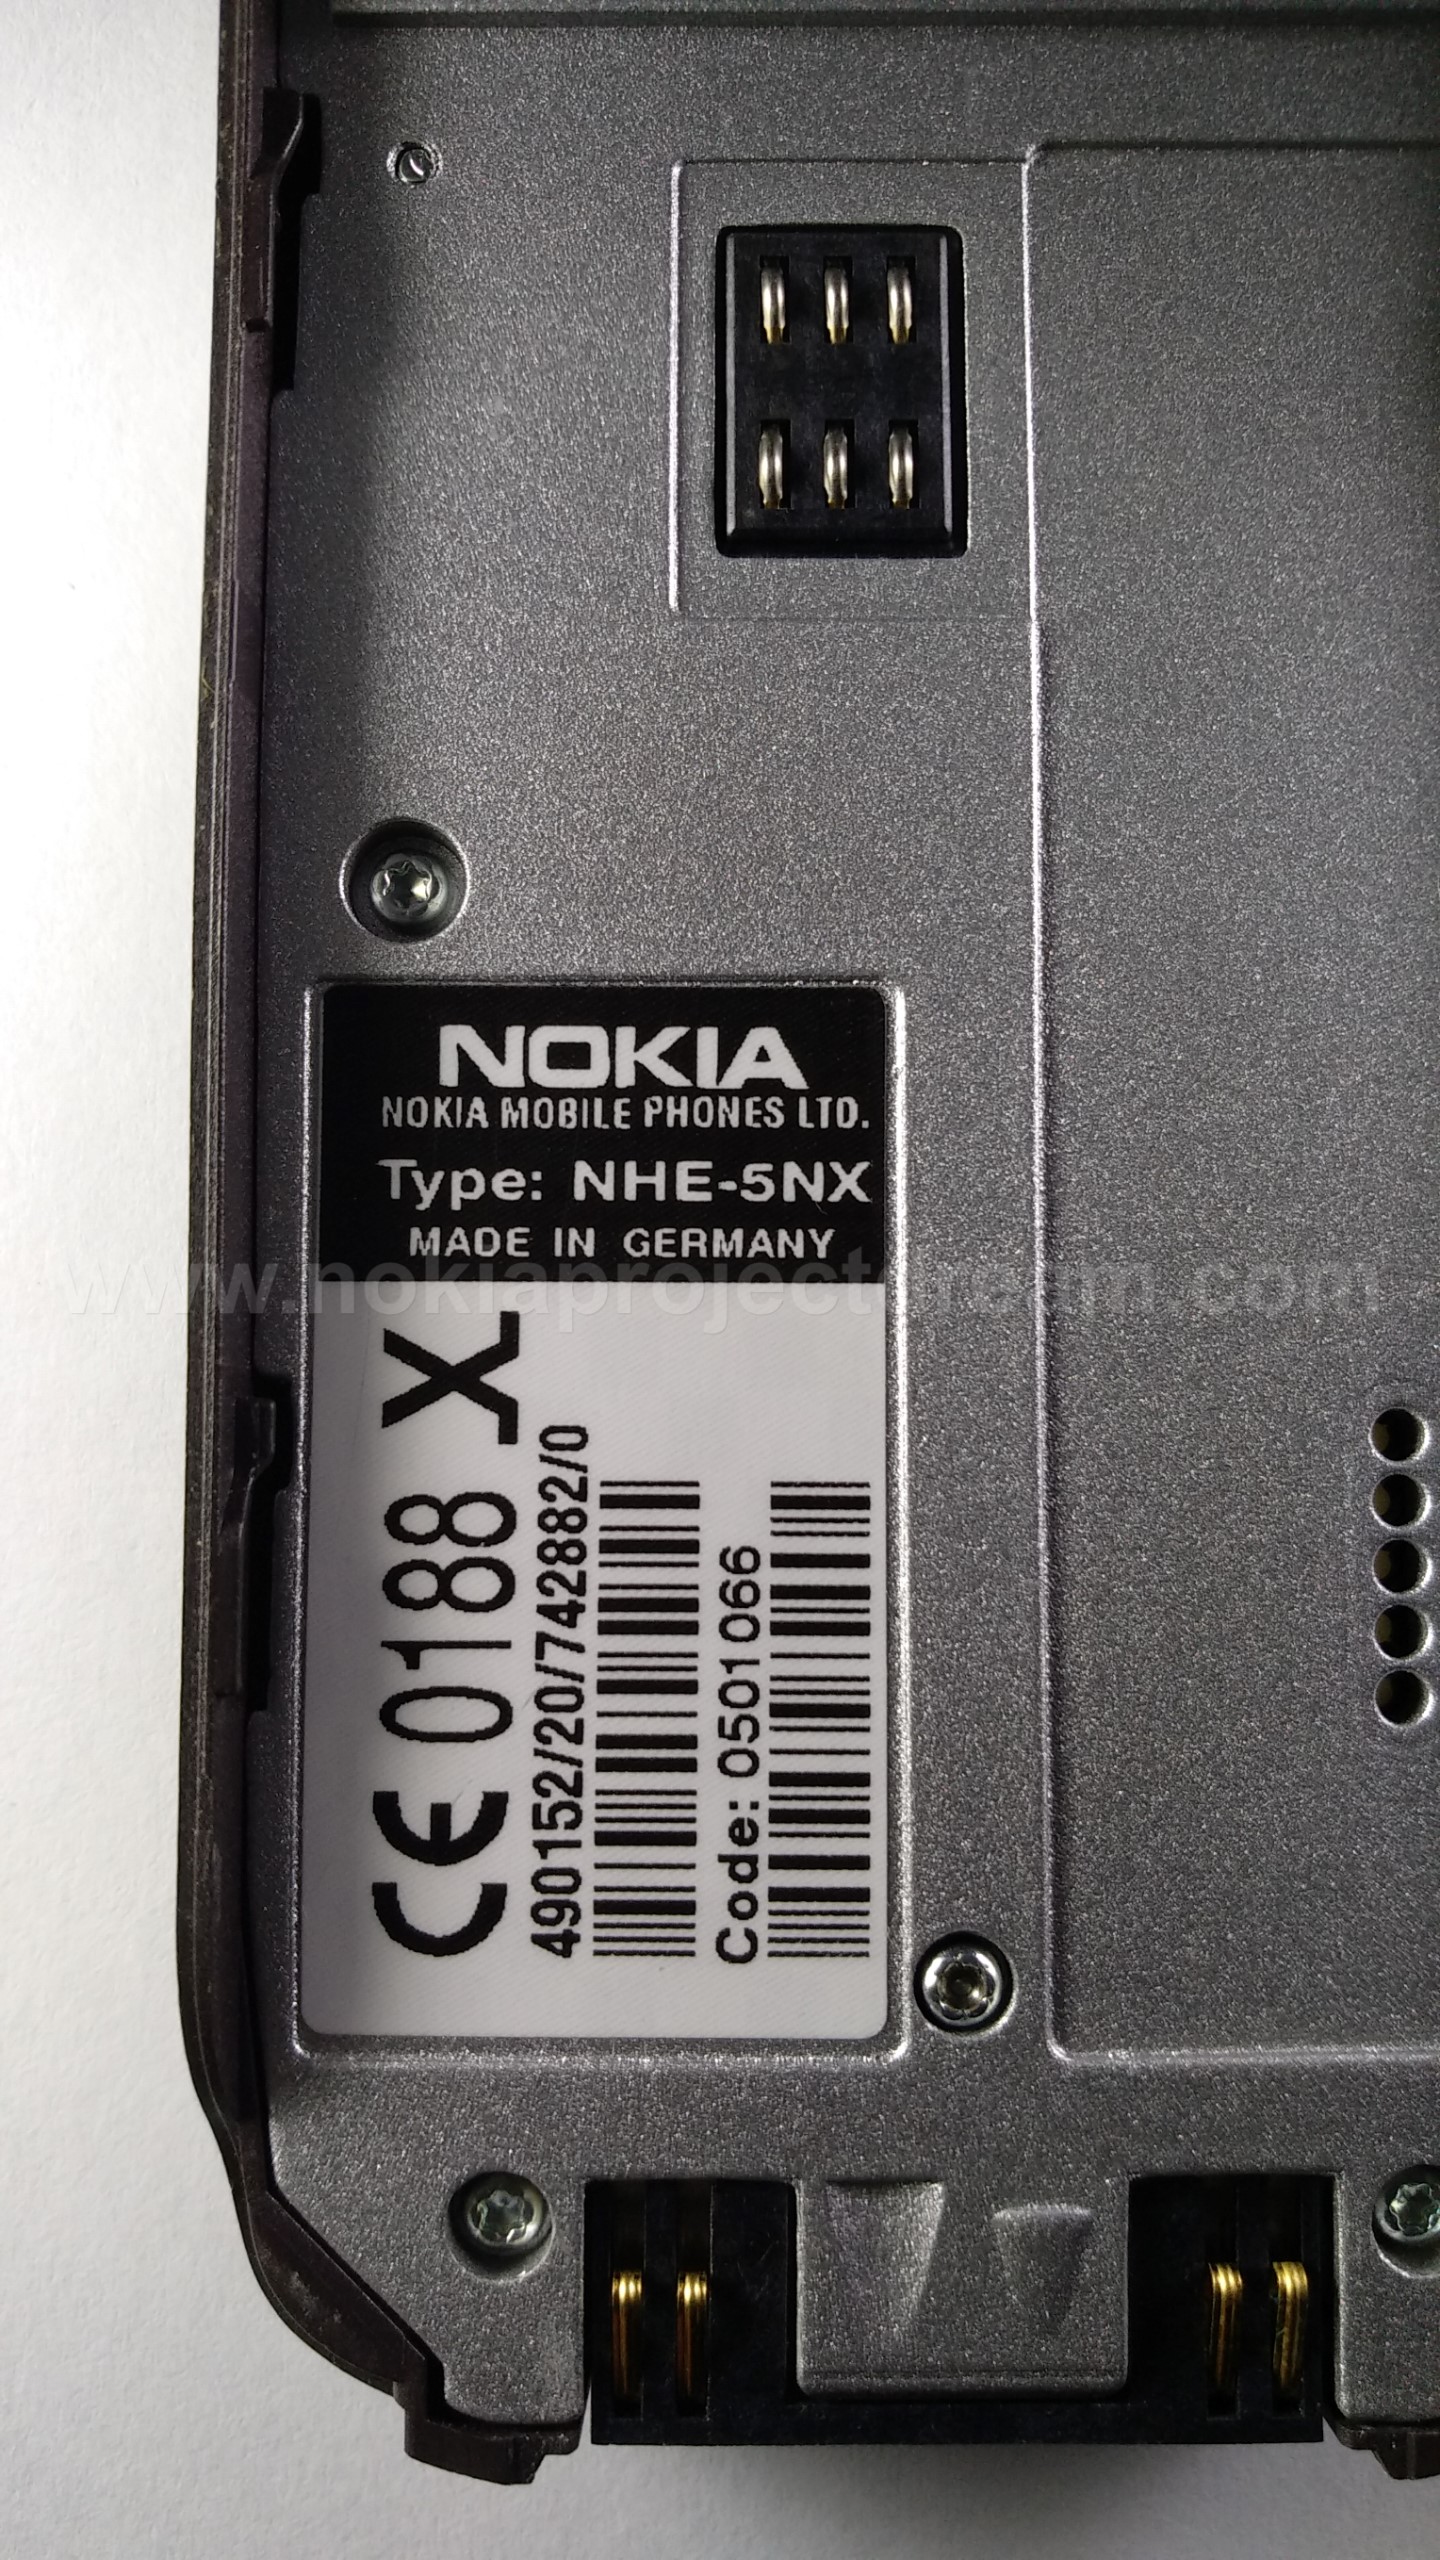 NOKIA
NOKIA MOBILE PHONES LTD.
Type: NHE-5NX
MADE IN GERMANY
www.nokiaprojectdream.com
CE 0188 X
490152/20/742882/0
Code: 0501066